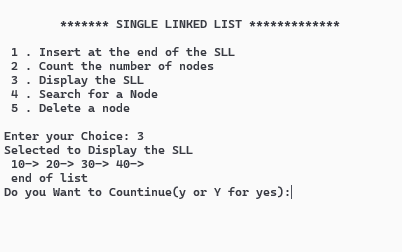 ******* SINGLE LINKED LIST *************
1 . Insert at the end of the SLL
2 . Count the number of nodes
3 . Display the SLL
4 . Search for a Node
5 . Delete a node
Enter your Choice: 3
Selected to Display the SLL
10-> 20-> 30-> 40->
end of list
Do you Want to Countinue(y or Y for yes):